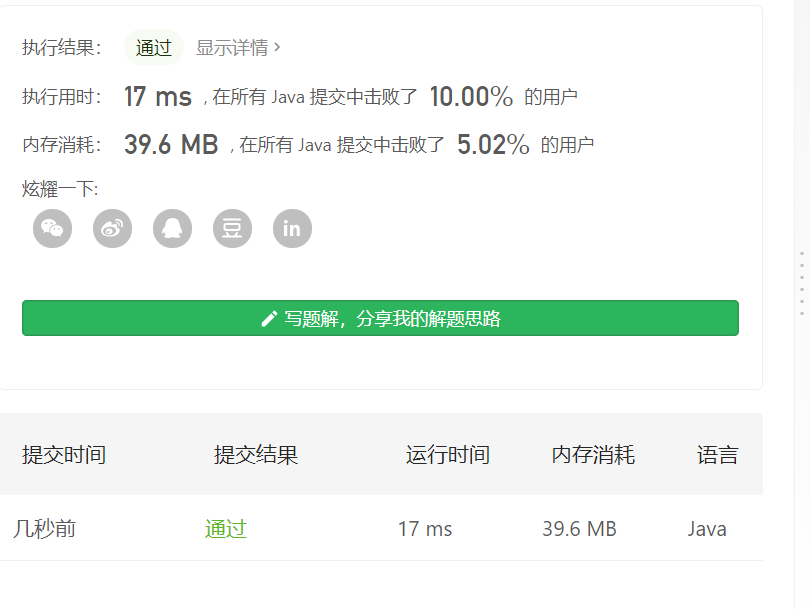 执行结果： 通过 显示详情 >
执行用时： 17 ms , 在所有 Java 提交中击败了 10.00% 的用户
内存消耗： 39.6 MB , 在所有 Java 提交中击败了 5.02% 的用户
炫耀一下:
豆 in
写题解，分享我的解题思路
提交时间 提交结果 运行时间 内存消耗 语言
几秒前 通过 17 ms 39.6 MB Java